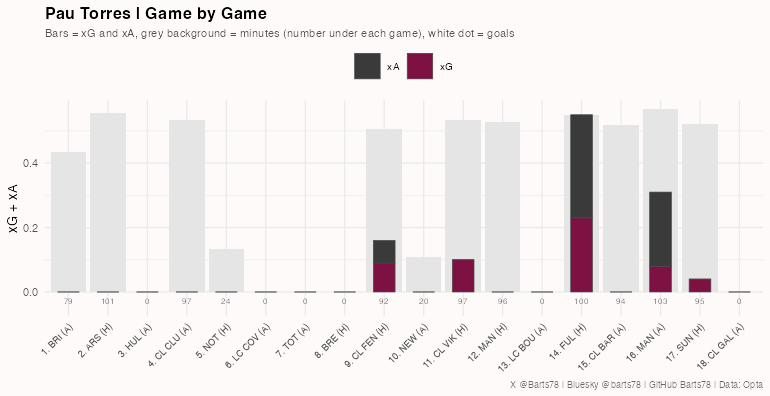 Pau Torres | Game by Game
Bars = xG and xA, grey background = minutes (number under each game), white dot = goals
xA xG
xG + xA
0.4
0.2
0.0
79 101 0 97 24 0 0 0 92 20 97 96 0 100 94 103 95 0
1. BRI (A)
2. ARS (H)
3. HUL (A)
4. CL CLU (A)
5. NOT (H)
6. LC COV (A)
7. TOT (A)
8. BRE (H)
9. CL FEN (H)
10. NEW (A)
11. CL VIK (H)
12. MAN (H)
13. LC BOU (A)
14. FUL (H)
15. CL BAR (A)
16. MAN (A)
17. SUN (H)
18. CL GAL (A)
X @Barts78 | Bluesky @barts78 | GitHub Barts78 | Data: Opta